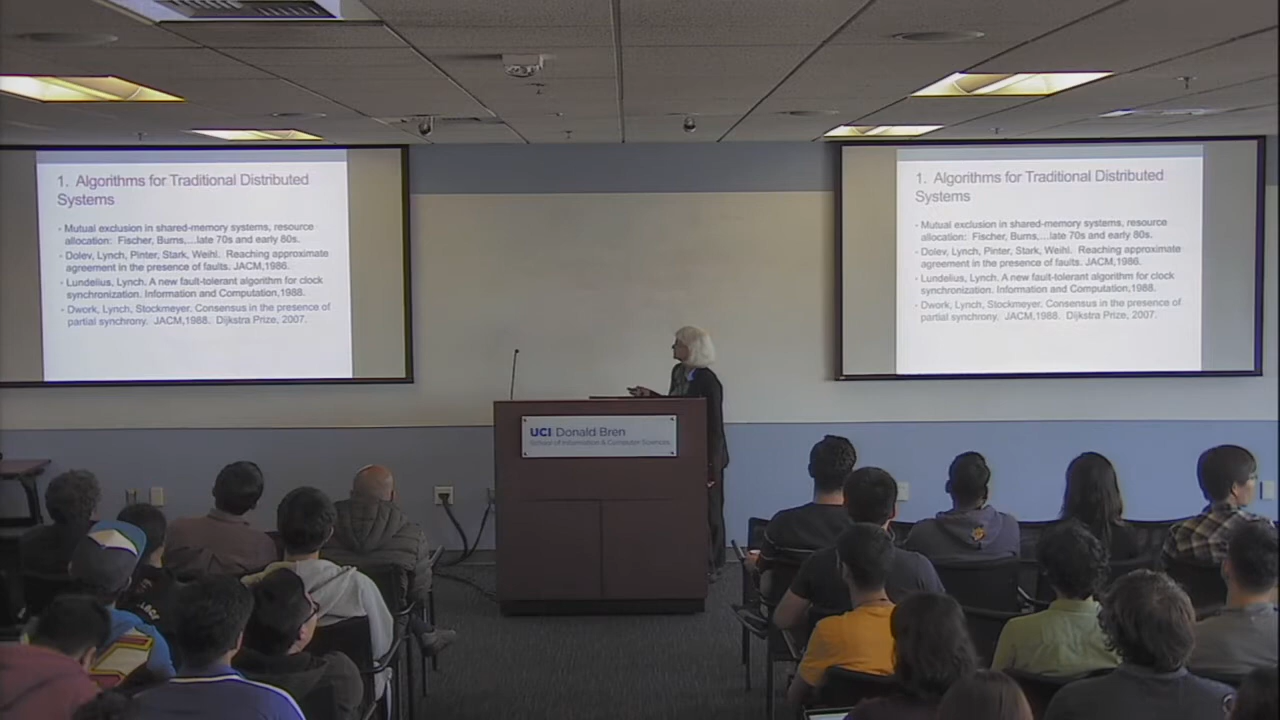 1. Algorithms for Traditional Distributed
Systems
• Mutual exclusion in shared-memory systems, resource
allocation: Fischer, Burns,...late 70s and early 80s.
• Dolev, Lynch, Pinter, Stark, Weihl. Reaching approximate
agreement in the presence of faults. JACM,1986.
• Lundelius, Lynch. A new fault-tolerant algorithm for clock
synchronization. Information and Computation,1988.
• Dwork, Lynch, Stockmeyer. Consensus in the presence of
partial synchrony. JACM,1988. Dijkstra Prize, 2007.
1. Algorithms for Traditional Distributed
Systems
• Mutual exclusion in shared-memory systems, resource
allocation: Fischer, Burns,...late 70s and early 80s.
• Dolev, Lynch, Pinter, Stark, Weihl. Reaching approximate
agreement in the presence of faults. JACM,1986.
• Lundelius, Lynch. A new fault-tolerant algorithm for clock
synchronization. Information and Computation,1988.
• Dwork, Lynch, Stockmeyer. Consensus in the presence of
partial synchrony. JACM,1988. Dijkstra Prize, 2007.
UCI Donald Bren
School of Information & Computer Sciences